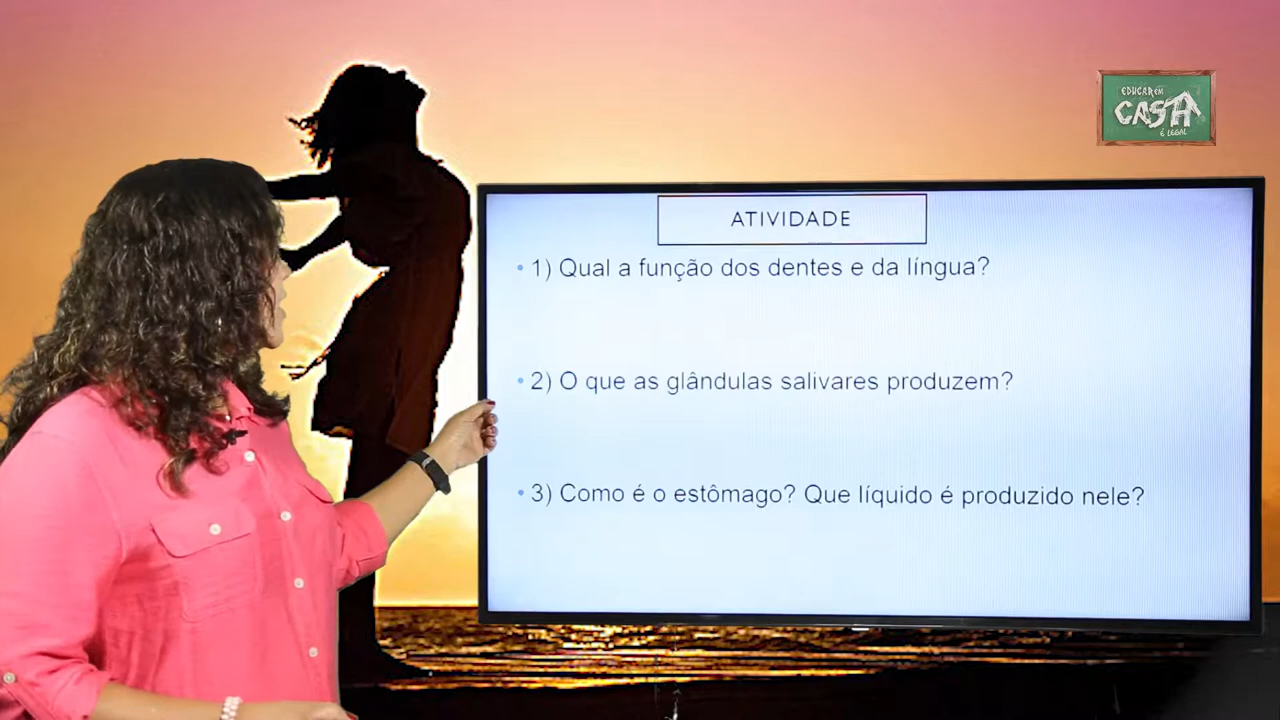 EDUCAR EM
CASA
É LEGAL
ATIVIDADE
• 1) Qual a função dos dentes e da língua?
• 2) O que as glândulas salivares produzem?
• 3) Como é o estômago? Que líquido é produzido nele?